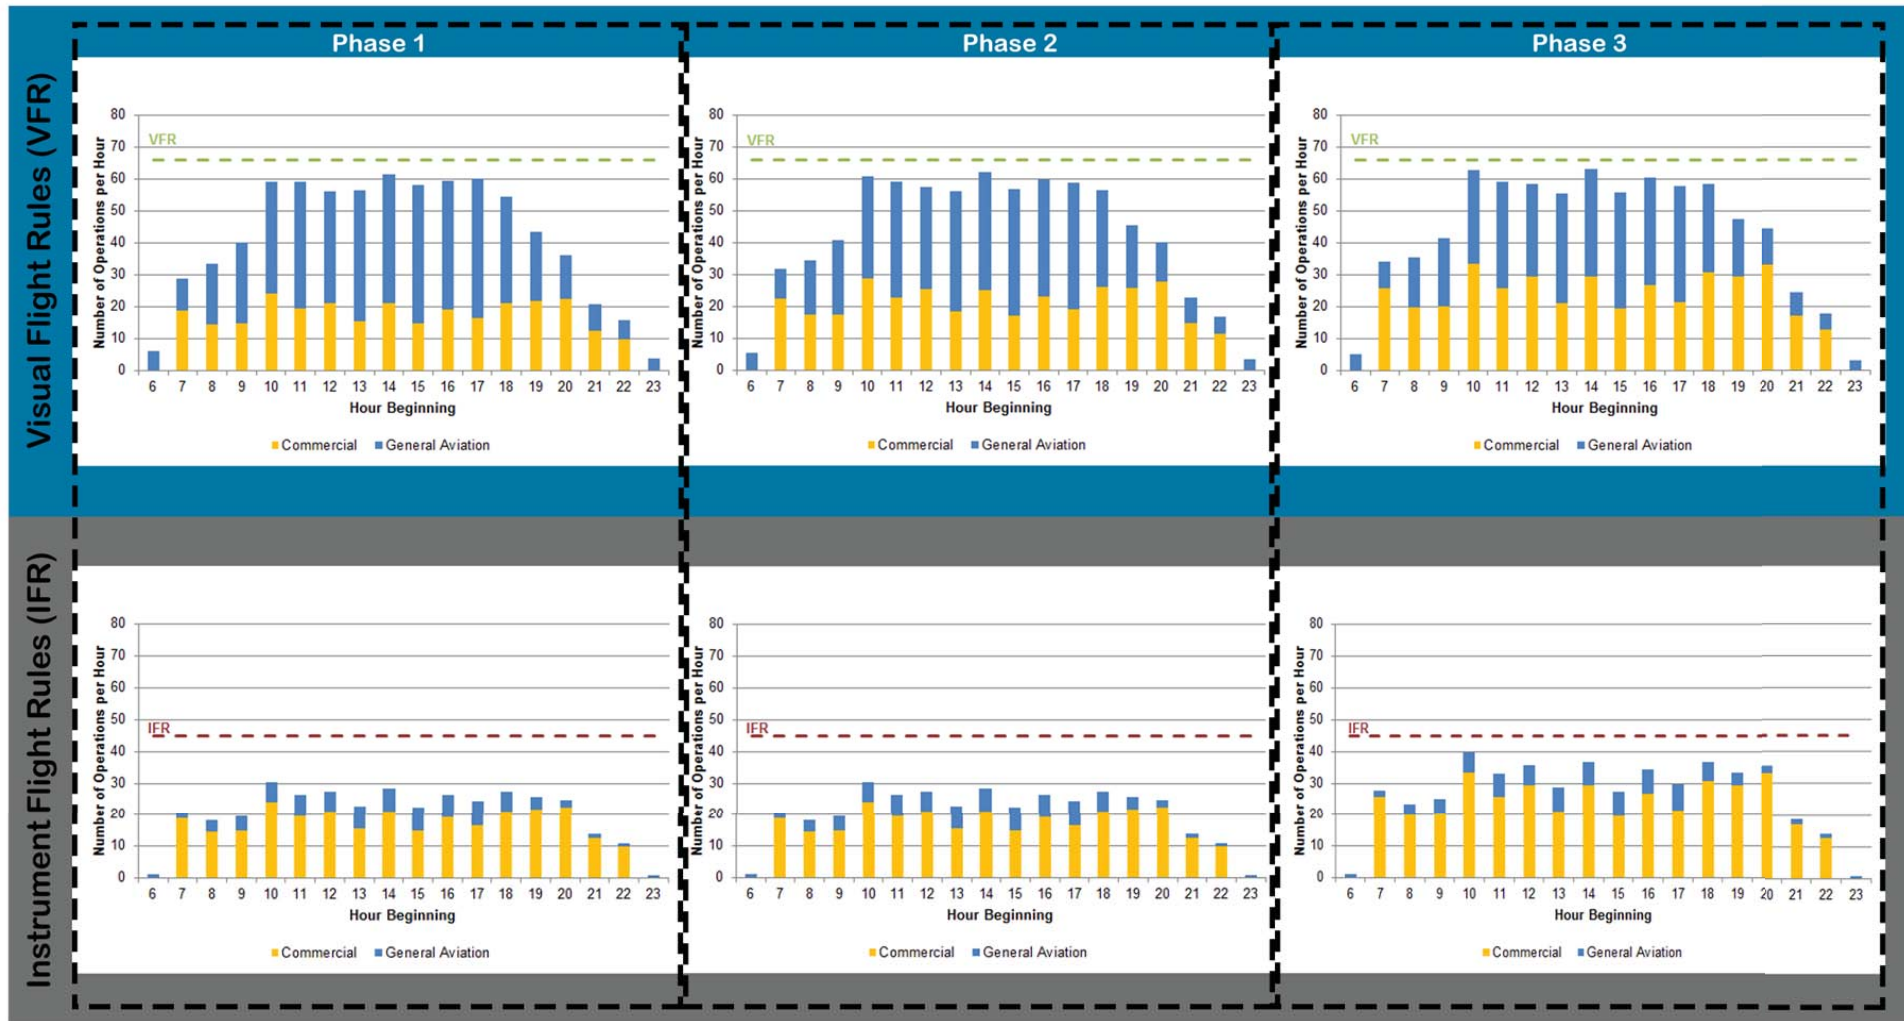 Phase 1
Phase 2
Phase 3
Visual Flight Rules (VFR)
Number of Operations per Hour
80
70
60
50
40
30
20
10
0
VFR
6 7 8 9 10 11 12 13 14 15 16 17 18 19 20 21 22 23
Hour Beginning
Commercial General Aviation
Number of Operations per Hour
80
70
60
50
40
30
20
10
0
VFR
6 7 8 9 10 11 12 13 14 15 16 17 18 19 20 21 22 23
Hour Beginning
Commercial General Aviation
Number of Operations per Hour
80
70
60
50
40
30
20
10
0
VFR
6 7 8 9 10 11 12 13 14 15 16 17 18 19 20 21 22 23
Hour Beginning
Commercial General Aviation
Instrument Flight Rules (IFR)
Number of Operations per Hour
80
70
60
50
40
30
20
10
0
IFR
6 7 8 9 10 11 12 13 14 15 16 17 18 19 20 21 22 23
Hour Beginning
Commercial General Aviation
Number of Operations per Hour
80
70
60
50
40
30
20
10
0
IFR
6 7 8 9 10 11 12 13 14 15 16 17 18 19 20 21 22 23
Hour Beginning
Commercial General Aviation
Number of Operations per Hour
80
70
60
50
40
30
20
10
0
IFR
6 7 8 9 10 11 12 13 14 15 16 17 18 19 20 21 22 23
Hour Beginning
Commercial General Aviation